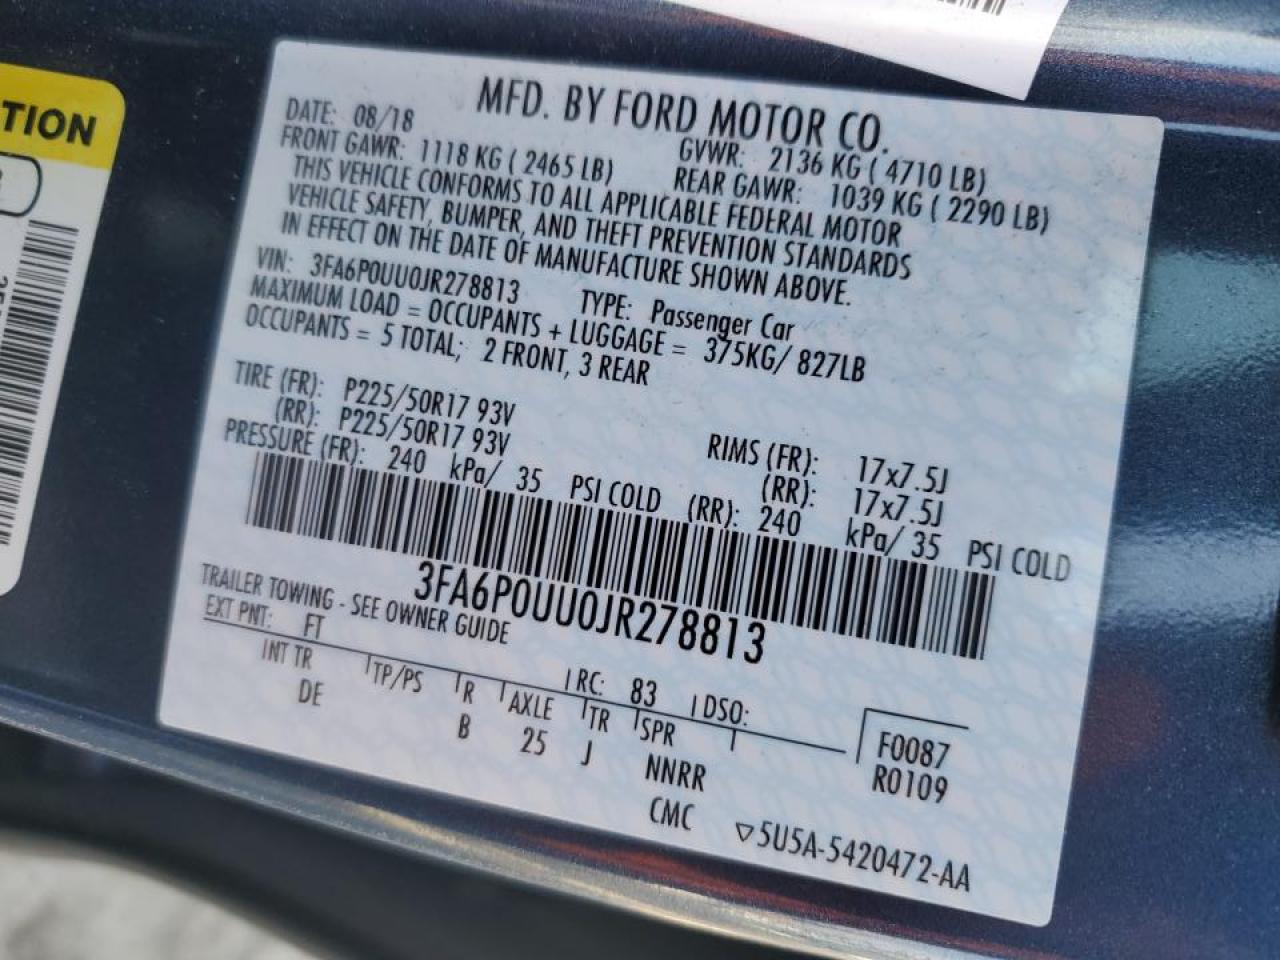 TION
MFD. BY FORD MOTOR CO.
DATE: 08/18 GVWR: 2136 KG ( 4710 LB)
FRONT GAWR: 1118 KG ( 2465 LB) REAR GAWR: 1039 KG ( 2290 LB)
THIS VEHICLE CONFORMS TO ALL APPLICABLE FEDERAL MOTOR
VEHICLE SAFETY, BUMPER, AND THEFT PREVENTION STANDARDS
IN EFFECT ON THE DATE OF MANUFACTURE SHOWN ABOVE.
VIN: 3FA6P0UU0JR278813 TYPE: Passenger Car
MAXIMUM LOAD = OCCUPANTS + LUGGAGE = 375KG/ 827LB
OCCUPANTS = 5 TOTAL; 2 FRONT, 3 REAR
TIRE (FR): P225/50R17 93V RIMS (FR): 17x7.5J
(RR): P225/50R17 93V (RR): 17x7.5J
PRESSURE (FR): 240 kPa/ 35 PSI COLD (RR): 240 kPa/ 35 PSI COLD
3FA6P0UU0JR278813
TRAILER TOWING - SEE OWNER GUIDE
EXT PNT: FT RC: 83 DSO:
INT TR TP/PS R AXLE TR SPR F0087
DE B 25 J NNRR R0109
CMC
▽5U5A-5420472-AA